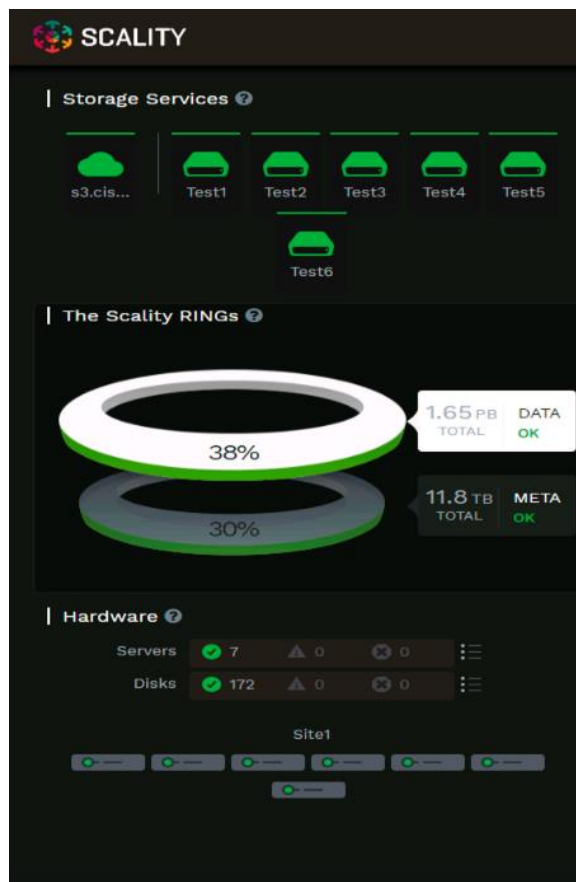 SCALITY
Storage Services
s3.cis... Test1 Test2 Test3 Test4 Test5
Test6
The Scality RINGs
38%
1.65 PB DATA
TOTAL OK
30%
11.8 TB META
TOTAL OK
Hardware
Servers 7 0 0
Disks 172 0 0
Site1